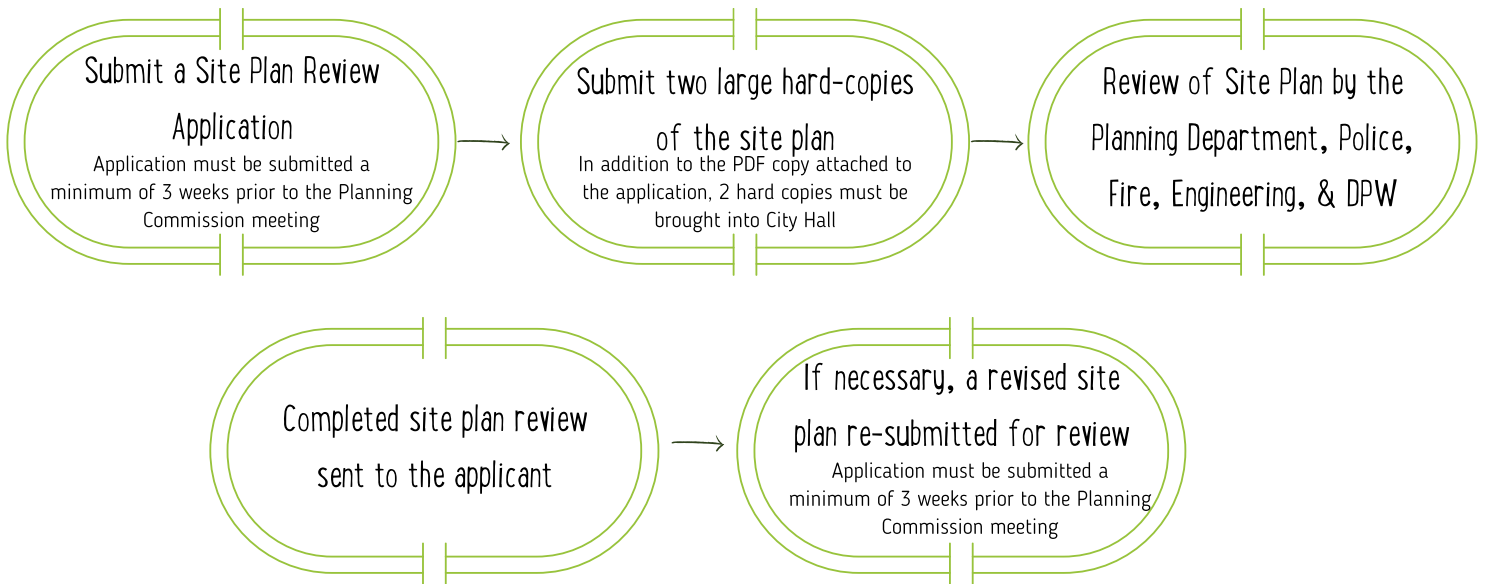 Submit a Site Plan Review
Application
Application must be submitted a
minimum of 3 weeks prior to the Planning
Commission meeting
Submit two large hard-copies
of the site plan
In addition to the PDF copy attached to
the application, 2 hard copies must be
brought into City Hall
Review of Site Plan by the
Planning Department, Police,
Fire, Engineering, & DPW
Completed site plan review
sent to the applicant
If necessary, a revised site
plan re-submitted for review
Application must be submitted a
minimum of 3 weeks prior to the Planning
Commission meeting